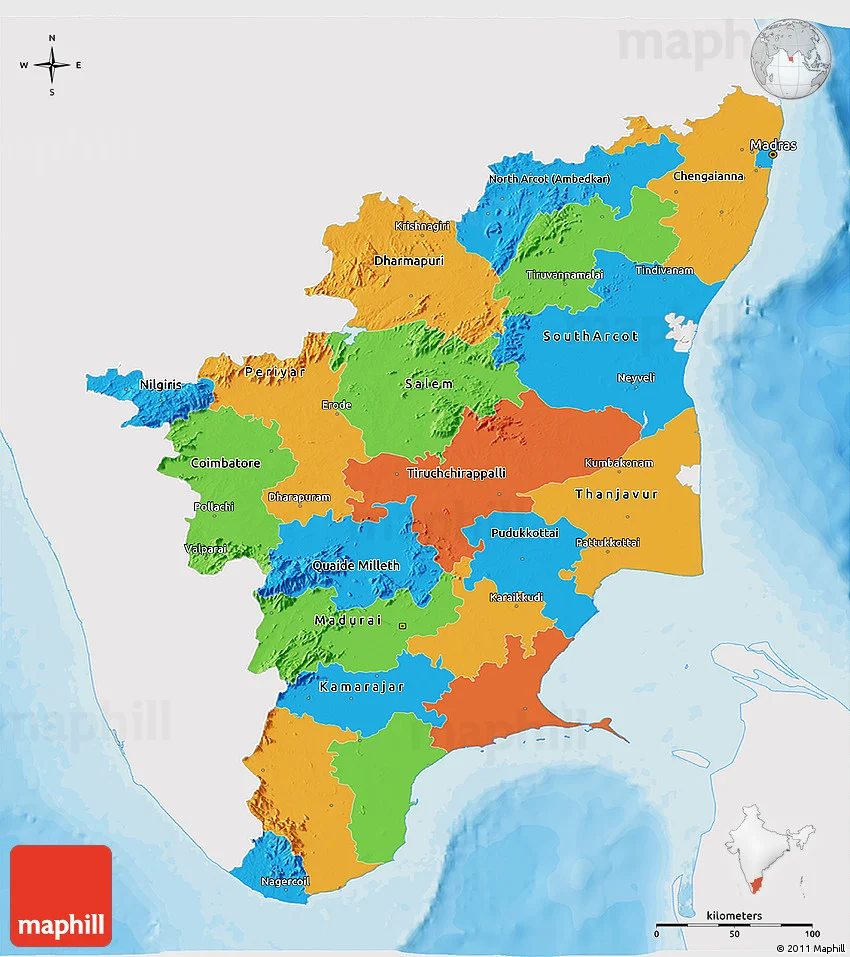 maphill
N
W E
S
Madras
North Arcot (Ambedkar)
Chengaianna
Krishnagiri
Dharmapuri
Tiruvannamalai
Tindivanam
SouthArcot
Periyar
Nilgiris
Salem
Neyveli
Erode
Coimbatore
Tiruchchirappalli
Kumbakonam
Thanjavur
Dharapuram
Pollachi
Pudukkottai
Pattukkottai
Valparai
Quaide Milleth
Karaikkudi
Madurai
Kamarajar
maphill
maphill
Nagercoil
maphill
kilometers
0 50 100
© 2011 Maphill